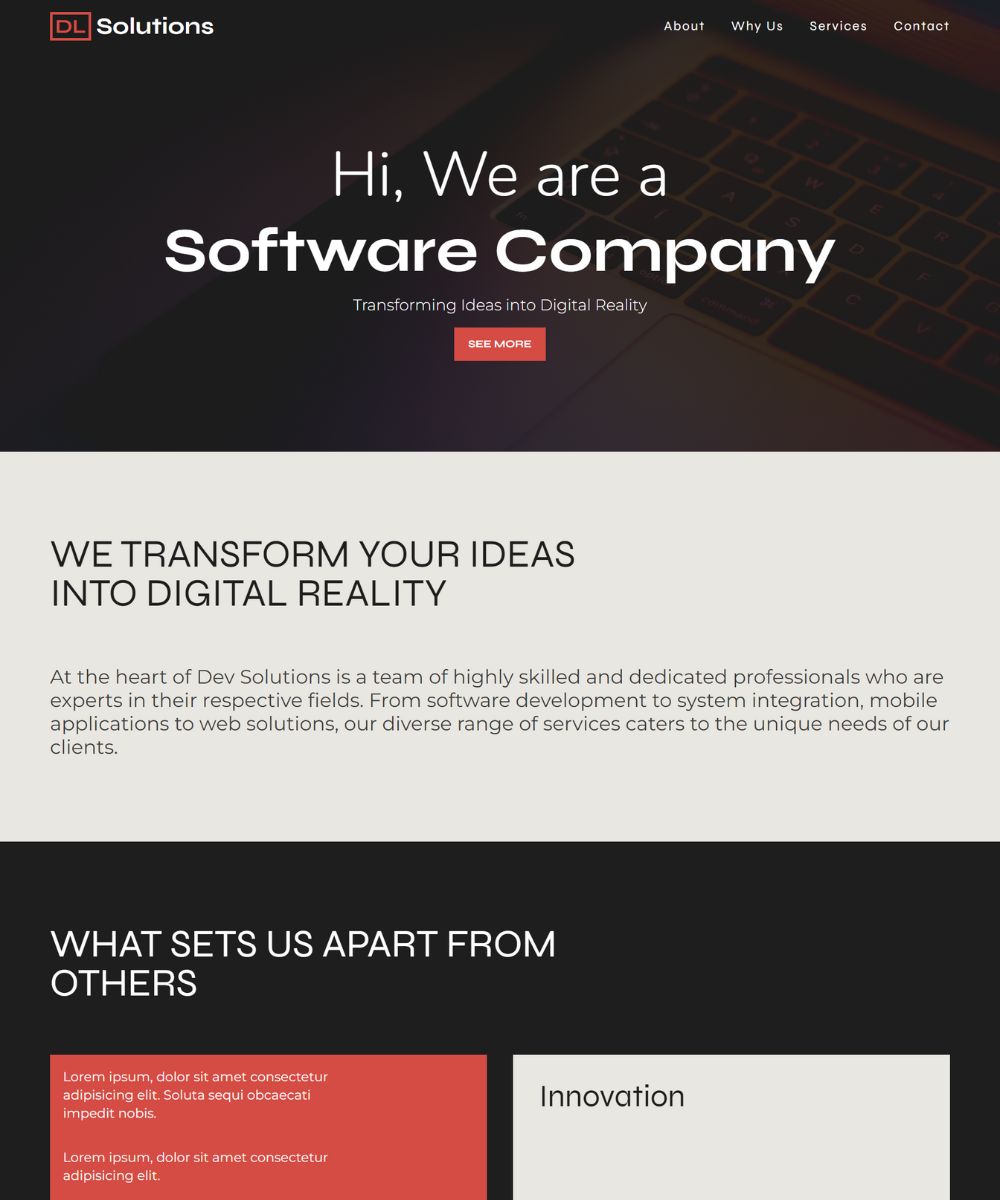 DL Solutions
About Why Us Services Contact
Hi, We are a
Software Company
Transforming Ideas into Digital Reality
SEE MORE
WE TRANSFORM YOUR IDEAS
INTO DIGITAL REALITY
At the heart of Dev Solutions is a team of highly skilled and dedicated professionals who are
experts in their respective fields. From software development to system integration, mobile
applications to web solutions, our diverse range of services caters to the unique needs of our
clients.
WHAT SETS US APART FROM
OTHERS
Lorem ipsum, dolor sit amet consectetur
adipisicing elit. Soluta sequi obcaecati
impedit nobis.
Lorem ipsum, dolor sit amet consectetur
adipisicing elit.
Innovation